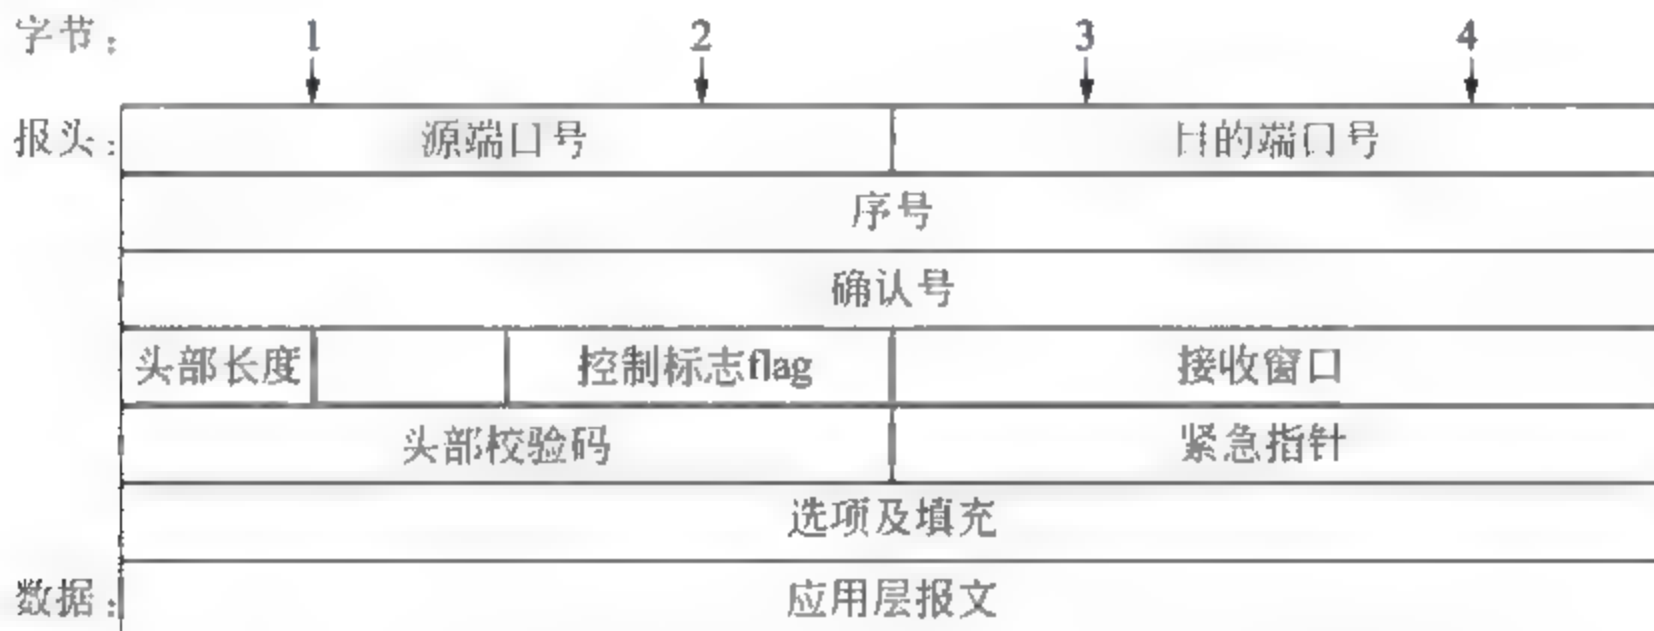 字节： 1 2 3 4
报头： 源端口号 目的端口号
序号
确认号
头部长度 控制标志flag 接收窗口
头部校验码 紧急指针
选项及填充
数据： 应用层报文